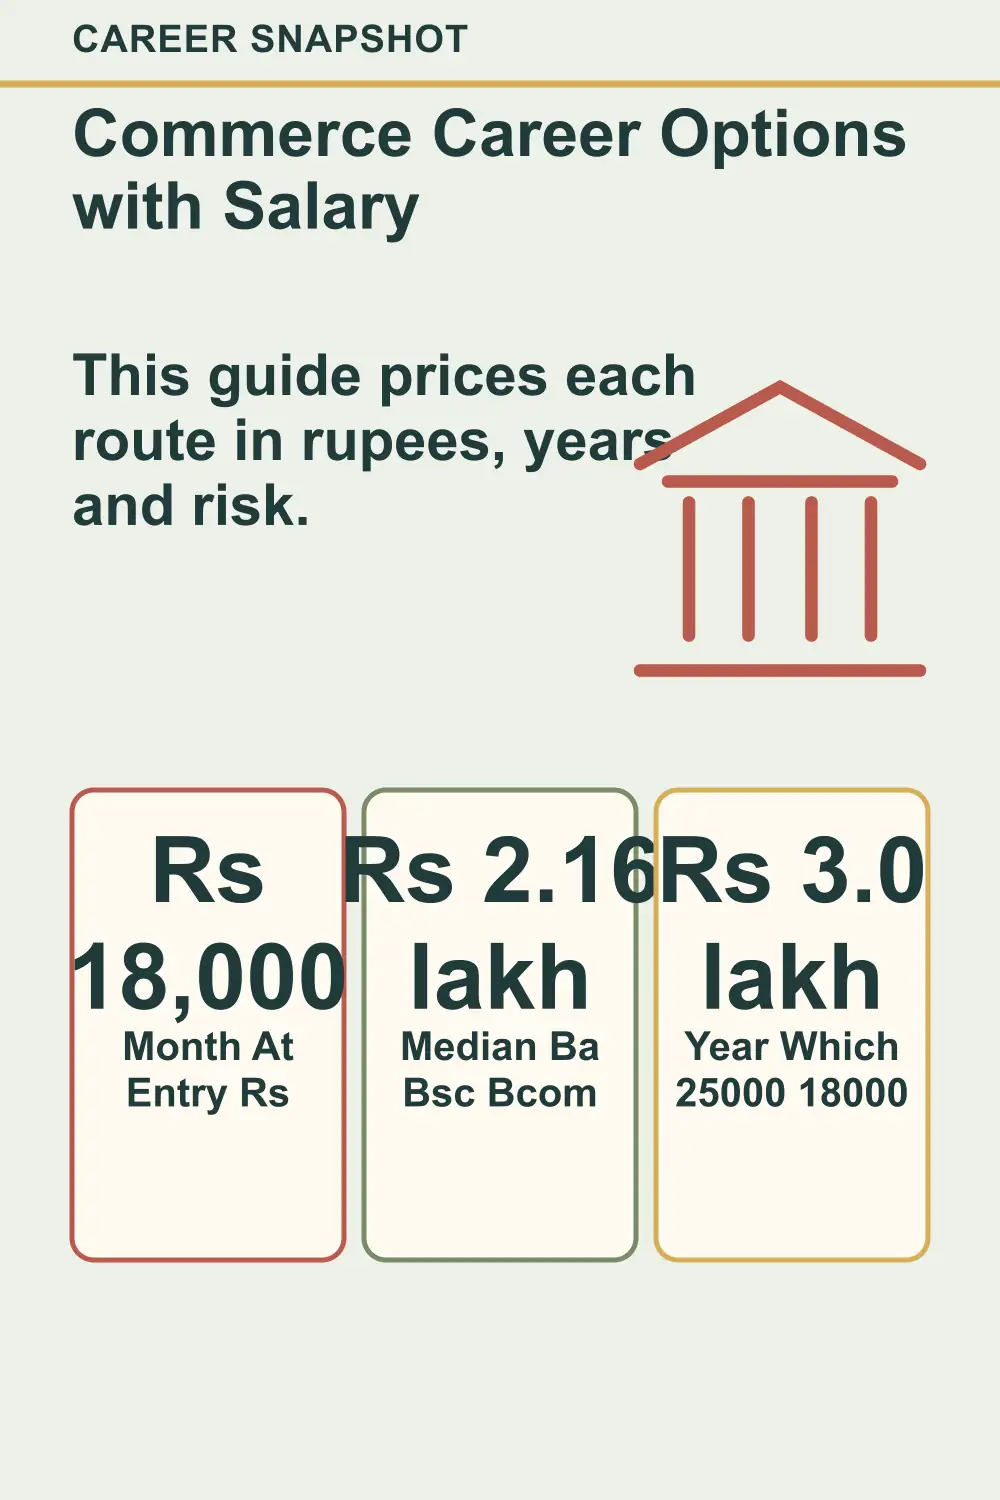 CAREER SNAPSHOT
Commerce Career Options
with Salary
This guide prices each
route in rupees, years
and risk.
Rs
18,000
Month At
Entry Rs
Rs 2.16
lakh
Median Ba
Bsc Bcom
Rs 3.0
lakh
Year Which
25000 18000